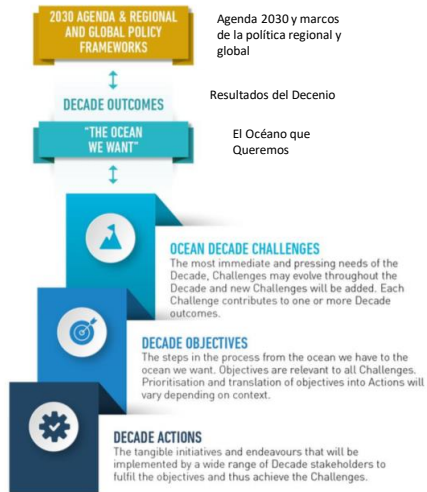 2030 AGENDA & REGIONAL
AND GLOBAL POLICY
FRAMEWORKS
Agenda 2030 y marcos
de la política regional y
global
DECADE OUTCOMES
Resultados del Decenio
"THE OCEAN
WE WANT"
El Océano que
Queremos
OCEAN DECADE CHALLENGES
The most immediate and pressing needs of the
Decade, Challenges may evolve throughout the
Decade and new Challenges will be added. Each
Challenge contributes to one or more Decade
outcomes.
DECADE OBJECTIVES
The steps in the process from the ocean we have to the
ocean we want. Objectives are relevant to all Challenges.
Prioritisation and translation of objectives into Actions will
vary depending on context.
DECADE ACTIONS
The tangible initiatives and endeavours that will be
implemented by a wide range of Decade stakeholders to
fulfil the objectives and thus achieve the Challenges.